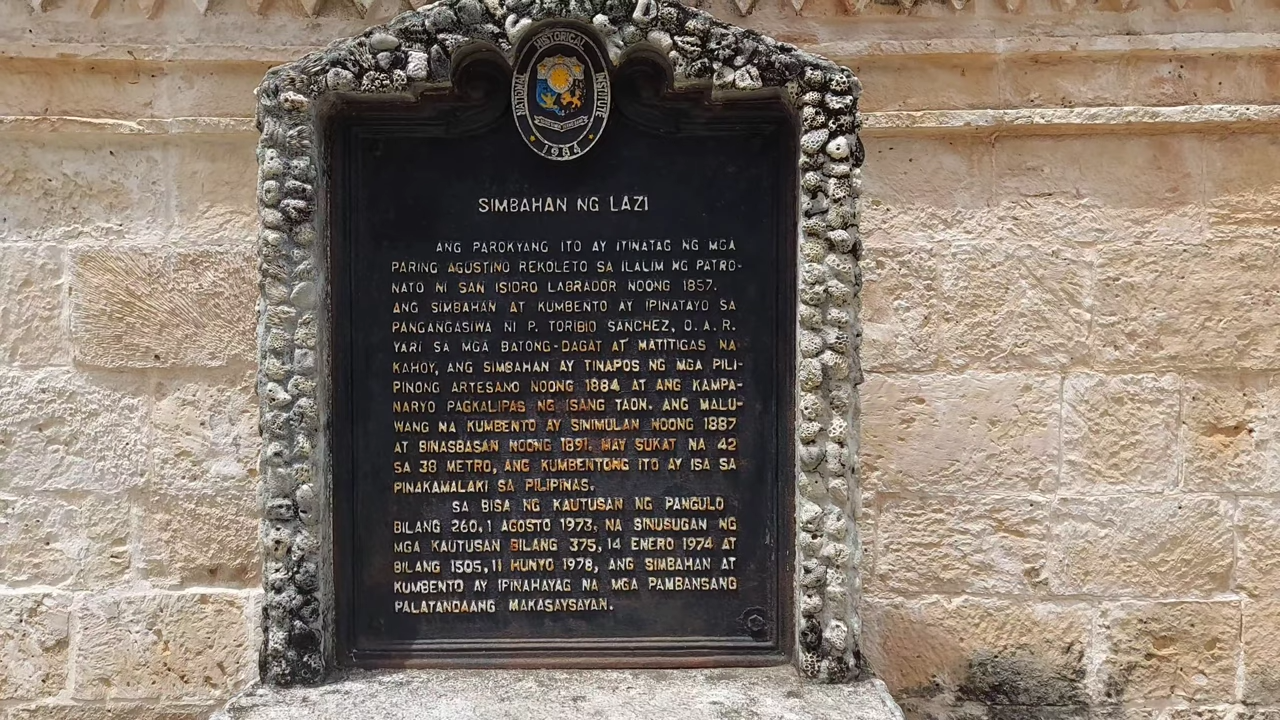 NATIONAL HISTORICAL INSTITUTE
1984
SIMBAHAN NG LAZI
ANG PAROKYANG ITO AY ITINATAG NG MGA
PARING AGUSTINO REKOLETO SA ILALIM NG PATRO-
NATO NI SAN ISIDRO LABRADOR NOONG 1857.
ANG SIMBAHAN AT KUMBENTO AY IPINATAYO SA
PANGANGASIWA NI P. TORIBIO SANCHEZ, O.A.R.
YARI SA MGA BATONG-DAGAT AT MATITIGAS NA
KAHOY, ANG SIMBAHAN AY TINAPOS NG MGA PILI-
PINONG ARTESANO NOONG 1884 AT ANG KAMPA-
NARYO PAGKALIPAS NG ISANG TAON. ANG MALU-
WANG NA KUMBENTO AY SINIMULAN NOONG 1887
AT BINASBASAN NOONG 1891. MAY SUKAT NA 42
SA 38 METRO, ANG KUMBENTONG ITO AY ISA SA
PINAKAMALAKI SA PILIPINAS.
SA BISA NG KAUTUSAN NG PANGULO
BILANG 260,1 AGOSTO 1973, NA SINUSUGAN NG
MGA KAUTUSAN BILANG 375,14 ENERO 1974 AT
BILANG 1505,11 HUNYO 1978, ANG SIMBAHAN AT
KUMBENTO AY IPINAHAYAG NA MGA PAMBANSANG
PALATANDAANG MAKASAYSAYAN.